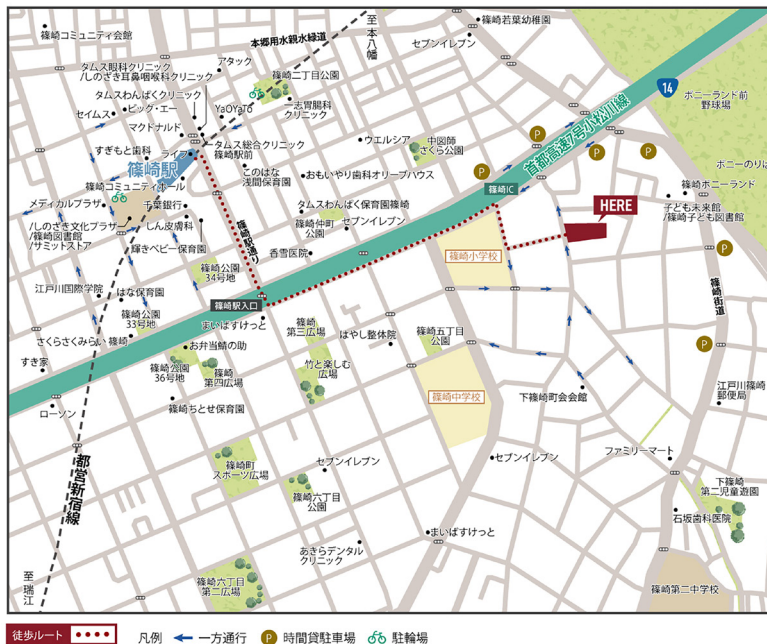 至本八幡
本郷用水親水緑道
篠崎コミュニティ会館
篠崎若葉幼稚園
セブンイレブン
アタック
タムス眼科クリニック
/しのざき耳鼻咽喉科クリニック
篠崎二丁目公園
タムスわんぱくクリニック
ビッグ・エー
セイムス
YaOYaTo
志胃腸科
クリニック
首都高速7号小松川線
14
ポニーランド前
野球場
マクドナルド
タムス総合クリニック
篠崎駅前
ウエルシア
中図師
さくら公園
P
P
P
P
すぎもと歯科
ライフ
篠崎駅
このはな
浅間保育園
おもいやり歯科オリーブハウス
ポニーのりば
篠崎コミュニティホール
メディカルプラザ
千葉銀行
タムスわんぱく保育園篠崎
篠崎IC
篠崎ポニーランド
HERE
子ども未来館
/篠崎子ども図書館
/しのざき文化プラザ
/篠崎図書館
/サミットストア
しん皮膚科
輝きベビー保育園
篠崎駅通り
篠崎仲町
公園
セブンイレブン
香雪医院
篠崎小学校
P
篠崎公園
34号地
江戸川国際学院
はな保育園
篠崎駅入口
篠崎街道
篠崎公園
33号地
まいばすけっと
さくらさくみらい 篠崎
お弁当鯖の助
篠崎
第三広場
はやし整体院
篠崎五丁目
公園
P
すき家
篠崎公園
36号地
篠崎
第四広場
竹と楽しむ
広場
ローソン
篠崎ちとせ保育園
篠崎中学校
下篠崎町会会館
江戸川篠崎
郵便局
都営新宿線
篠崎町
スポーツ広場
セブンイレブン
セブンイレブン
ファミリーマート
篠崎六丁目
公園
下篠崎
第二児童遊園
石坂歯科医院
まいばすけっと
あきらデンタル
クリニック
至瑞江
篠崎六丁目
第二広場
篠崎第二中学校
徒歩ルート
凡例
一方通行
P
時間貸駐車場
駐輪場